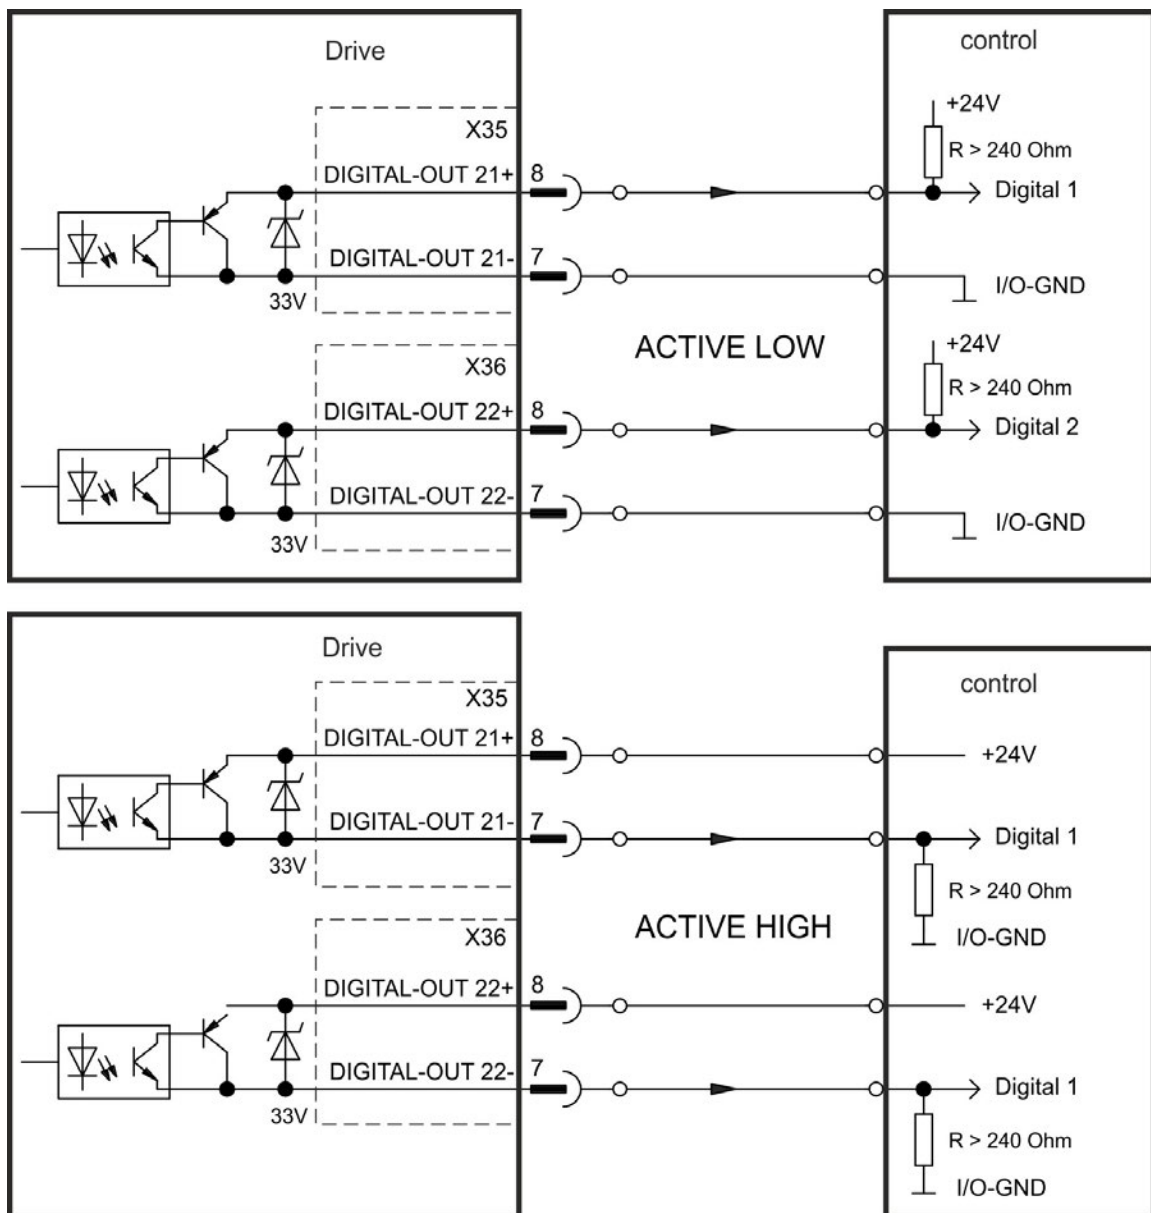 Drive
control
+24V
X35
R > 240 Ohm
DIGITAL-OUT 21+
8
Digital 1
DIGITAL-OUT 21-
7
33V
I/O-GND
ACTIVE LOW
+24V
X36
R > 240 Ohm
DIGITAL-OUT 22+
8
Digital 2
DIGITAL-OUT 22-
7
33V
I/O-GND
Drive
control
X35
DIGITAL-OUT 21+
8
+24V
DIGITAL-OUT 21-
7
Digital 1
33V
R > 240 Ohm
ACTIVE HIGH
I/O-GND
X36
DIGITAL-OUT 22+
8
+24V
DIGITAL-OUT 22-
7
Digital 1
33V
R > 240 Ohm
I/O-GND